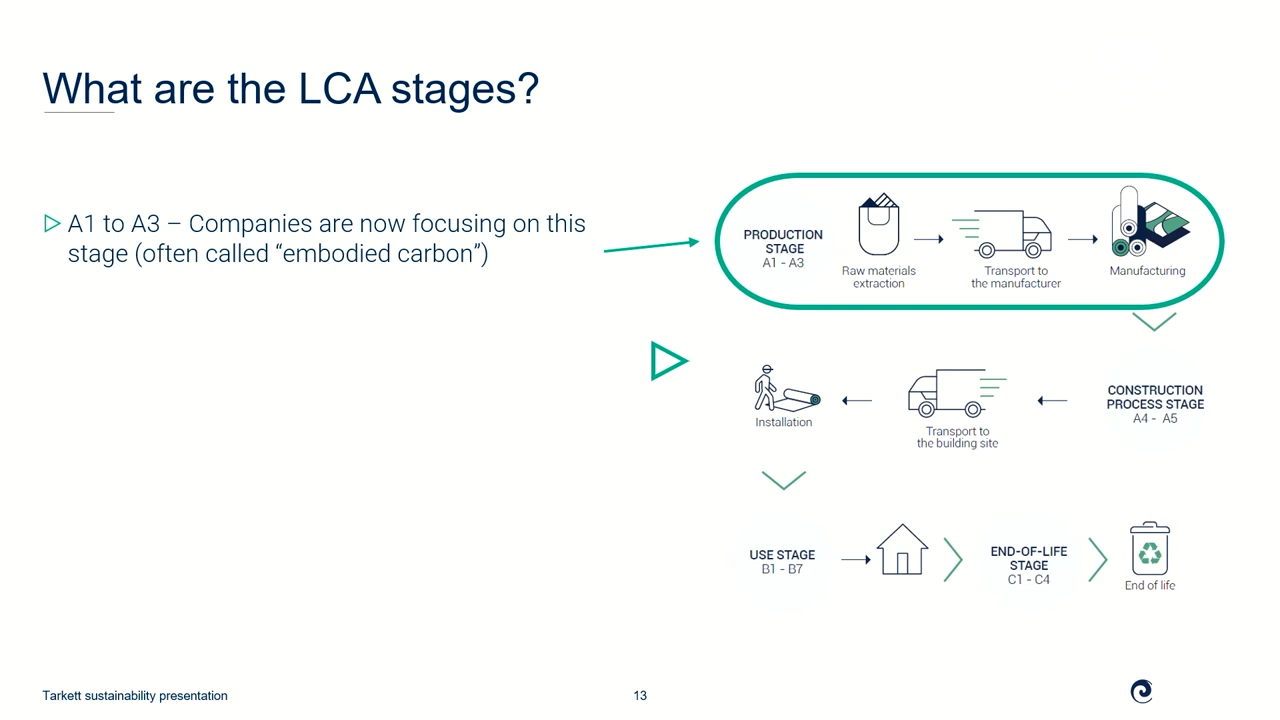 What are the LCA stages?
A1 to A3 – Companies are now focusing on this
stage (often called “embodied carbon”)
PRODUCTION
STAGE
A1 - A3
Raw materials
extraction
Transport to
the manufacturer
Manufacturing
CONSTRUCTION
PROCESS STAGE
A4 - A5
Transport to
the building site
Installation
USE STAGE
B1 - B7
END-OF-LIFE
STAGE
C1 - C4
End of life
Tarkett sustainability presentation
13